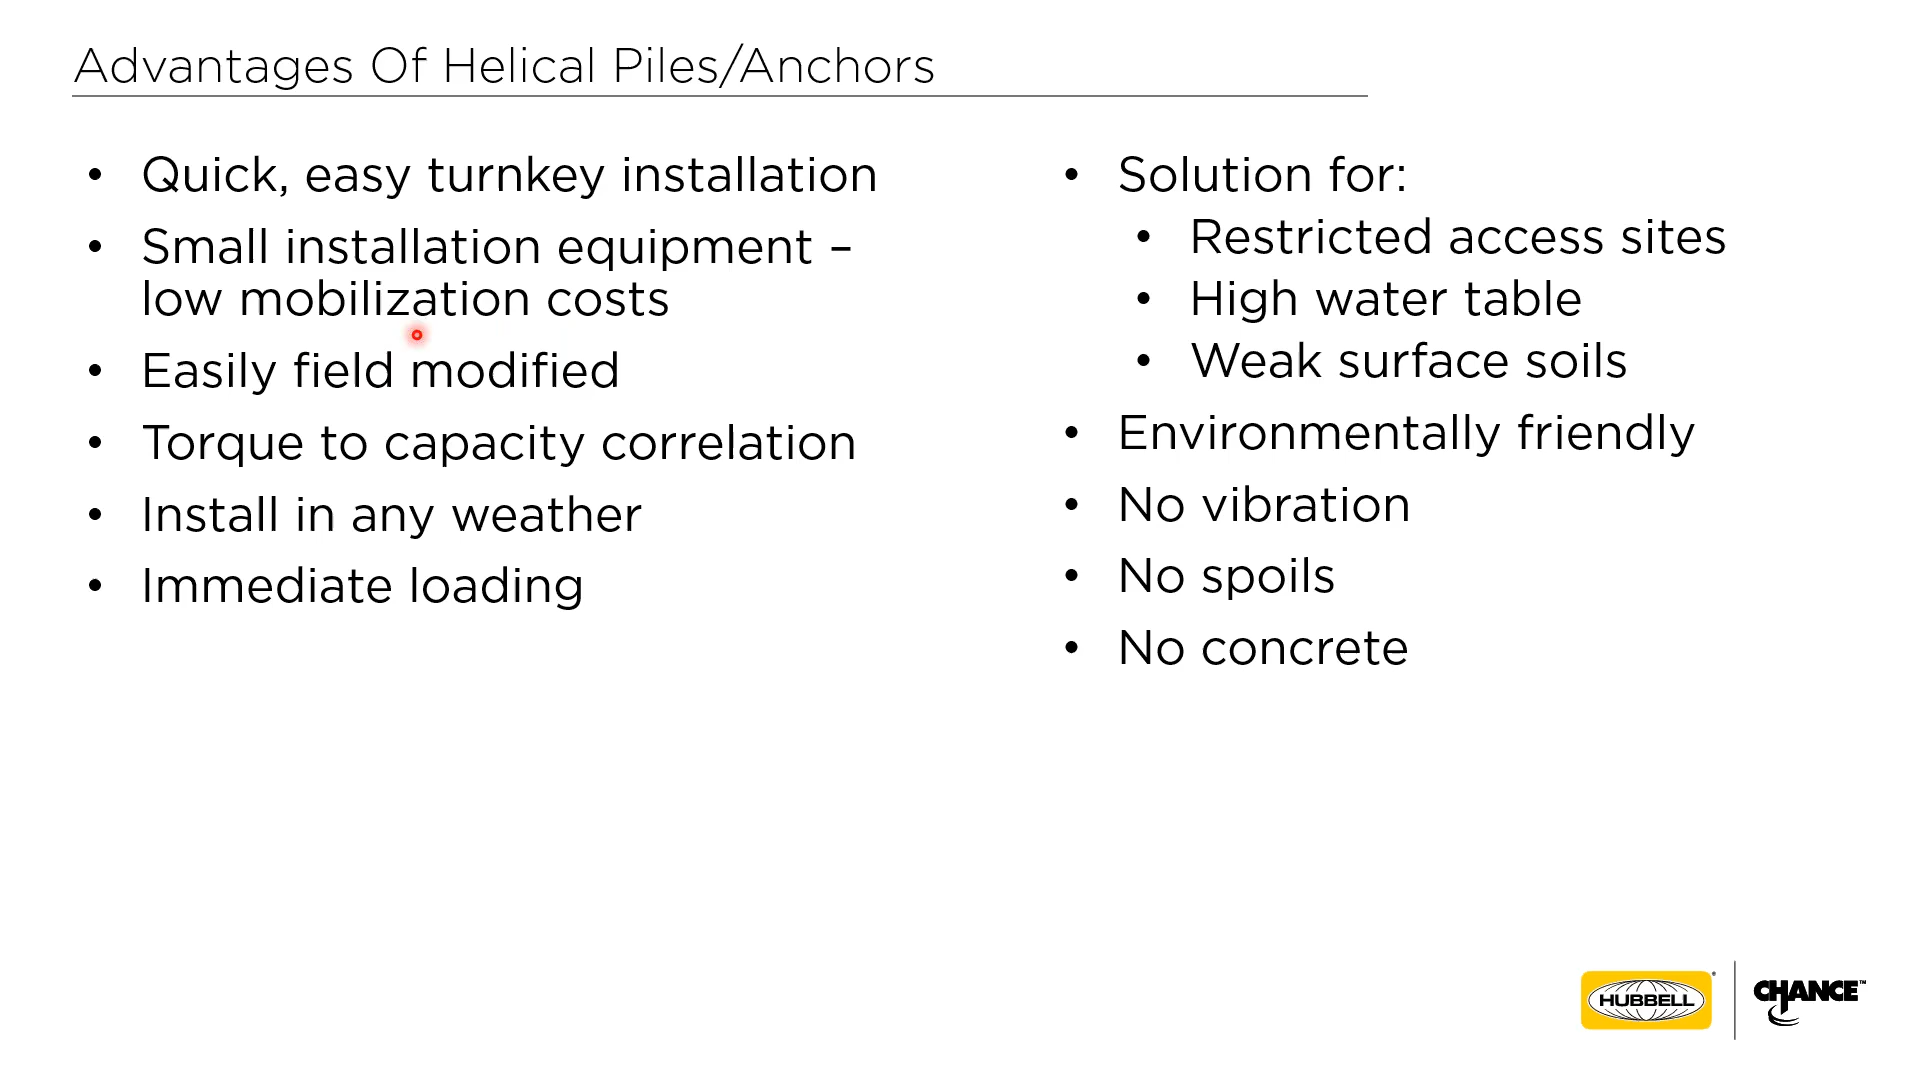 Advantages Of Helical Piles/Anchors
• Quick, easy turnkey installation
• Small installation equipment –
low mobilization costs
• Easily field modified
• Torque to capacity correlation
• Install in any weather
• Immediate loading
• Solution for:
• Restricted access sites
• High water table
• Weak surface soils
• Environmentally friendly
• No vibration
• No spoils
• No concrete
HUBBELL®
CHANCE™